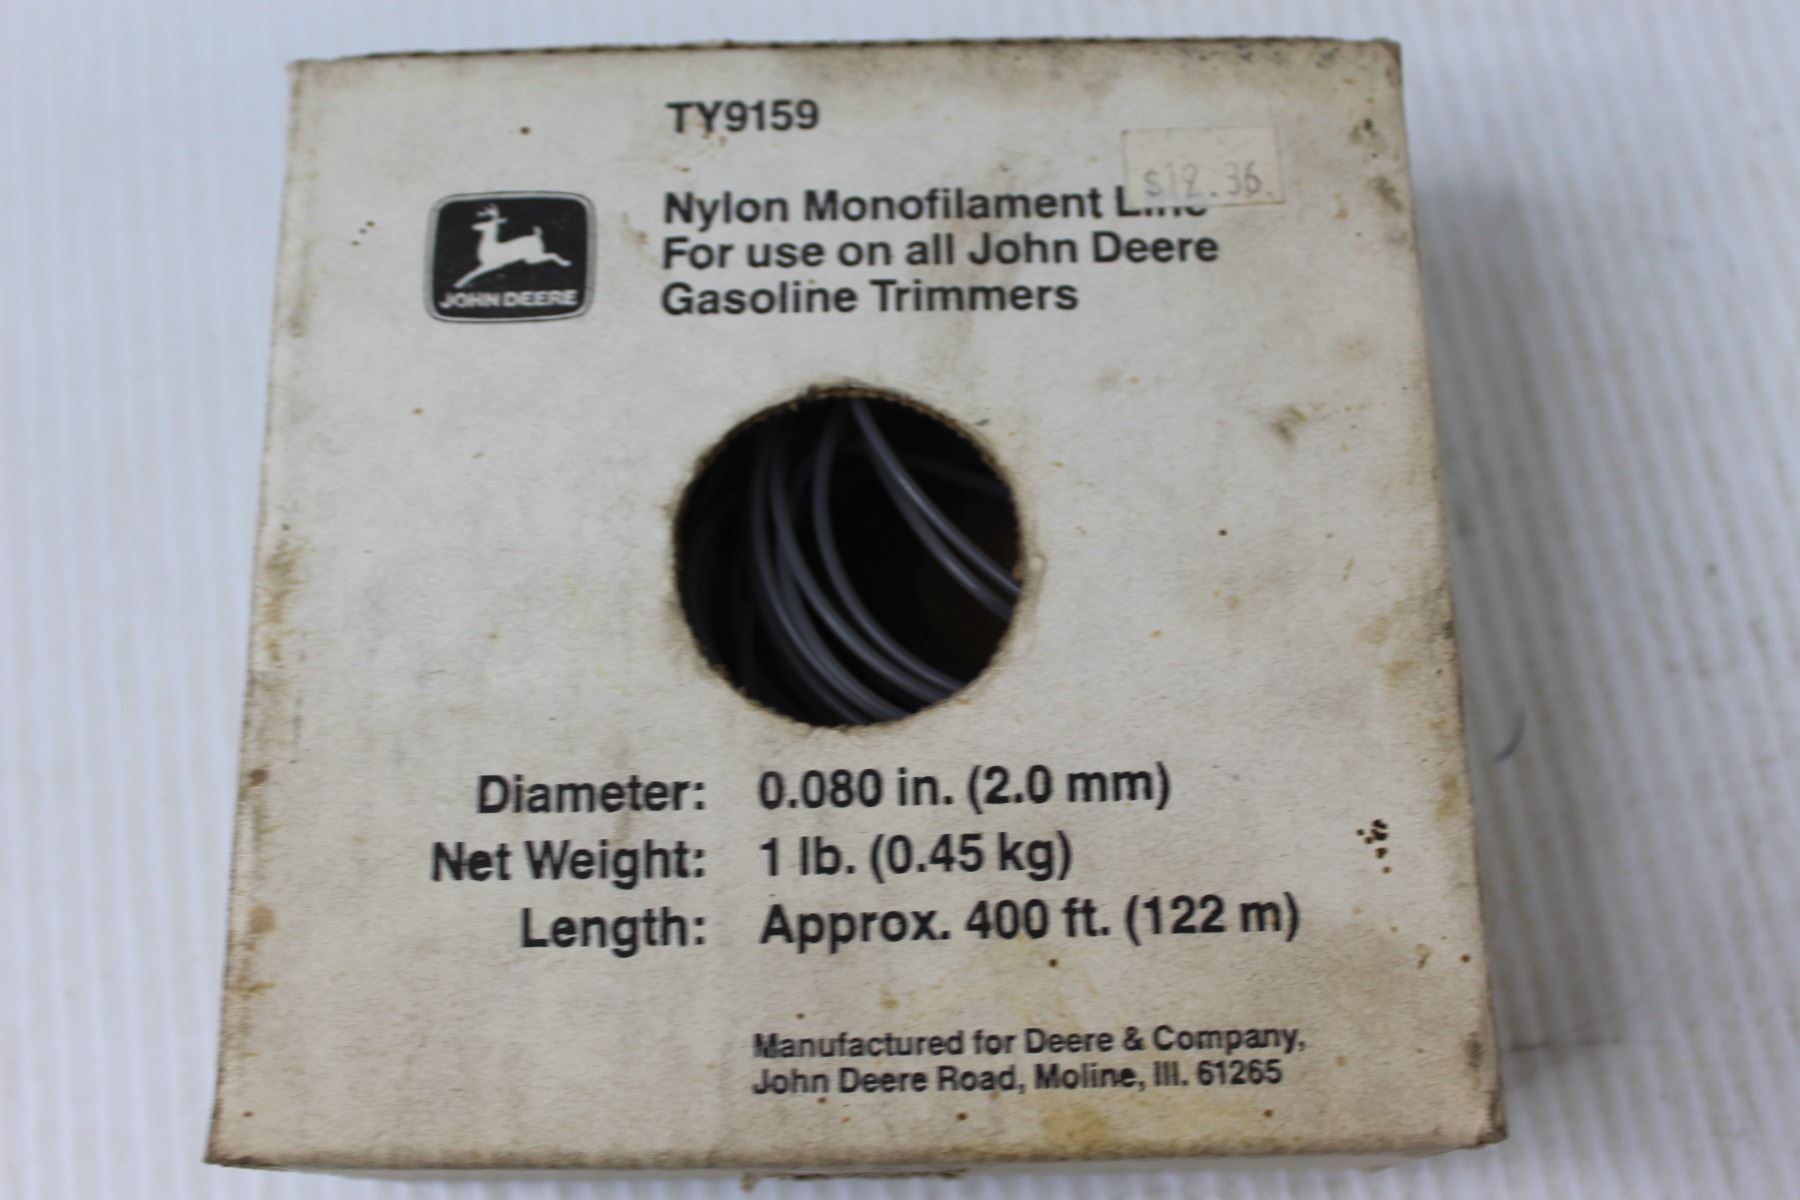 TY9159
$12.36
Nylon Monofilament Line
For use on all John Deere
Gasoline Trimmers
JOHN DEERE
Diameter: 0.080 in. (2.0 mm)
Net Weight: 1 lb. (0.45 kg)
Length: Approx. 400 ft. (122 m)
Manufactured for Deere & Company,
John Deere Road, Moline, Ill. 61265